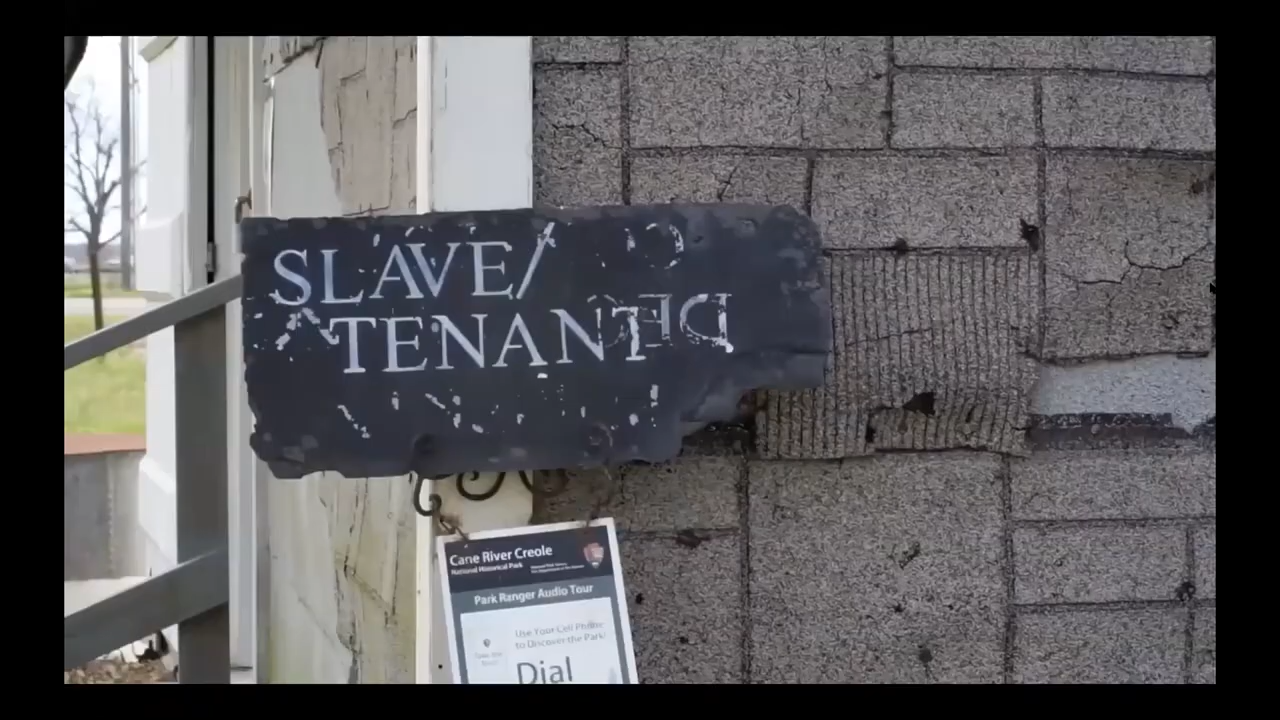 SLAVE/
TENANT
Cane River Creole
National Historical Park
Park Ranger Audio Tour
Use Your Cell Phone
to Discover the Park!
Dial